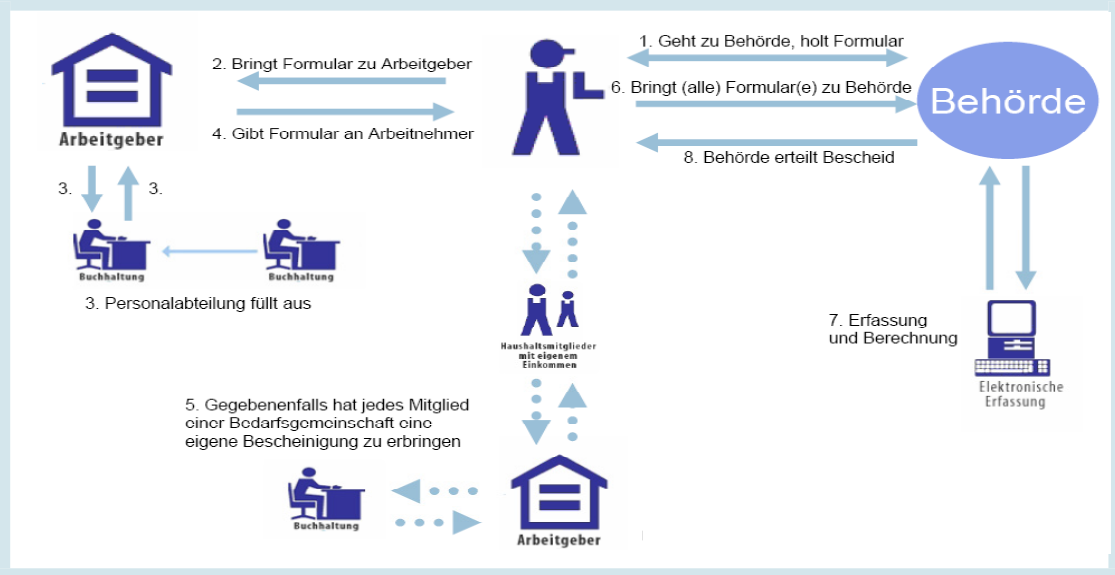 1. Geht zu Behörde, holt Formular
2. Bringt Formular zu Arbeitgeber
6. Bringt (alle) Formular(e) zu Behörde
Behörde
Arbeitgeber
4. Gibt Formular an Arbeitnehmer
8. Behörde erteilt Bescheid
3.
3.
Buchhaltung
Buchhaltung
3. Personalabteilung füllt aus
Haushaltsmitglieder
mit eigenem
Einkommen
7. Erfassung
und Berechnung
Elektronische
Erfassung
5. Gegebenenfalls hat jedes Mitglied
einer Bedarfsgemeinschaft eine
eigene Bescheinigung zu erbringen
Buchhaltung
Arbeitgeber